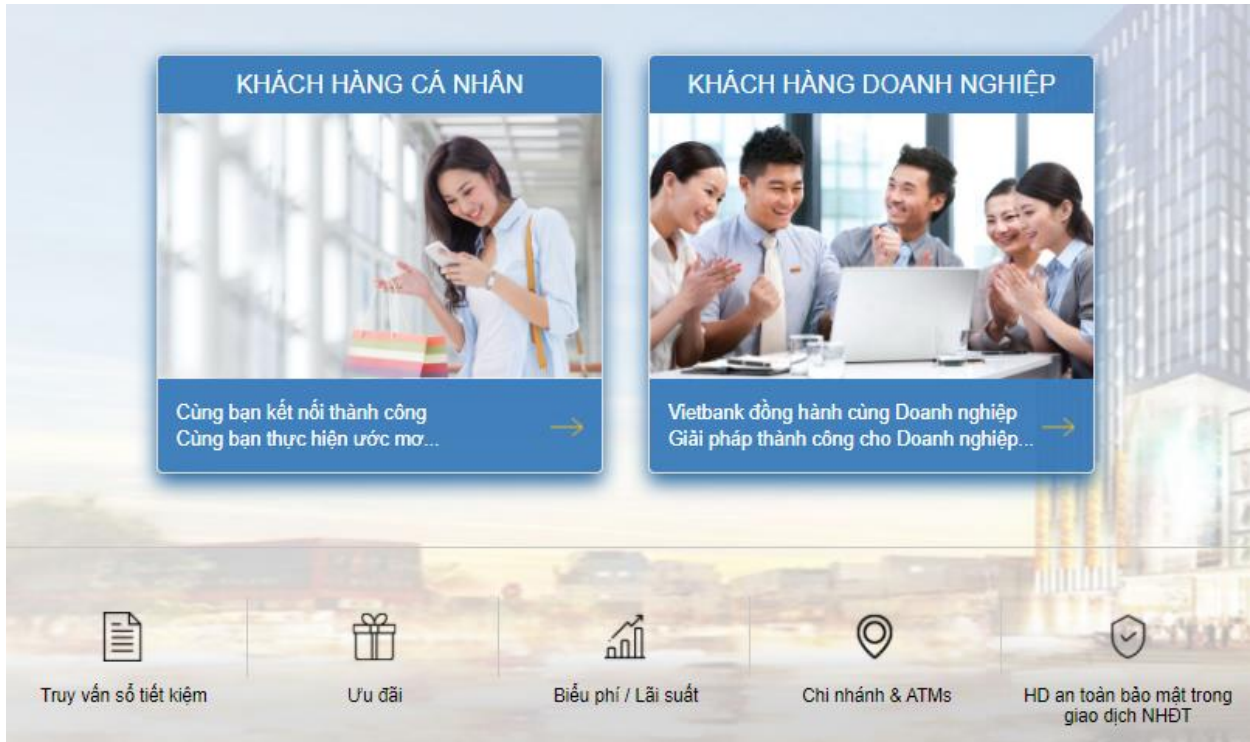 KHÁCH HÀNG CÁ NHÂN
Cùng bạn kết nối thành công
Cùng bạn thực hiện ước mơ...
KHÁCH HÀNG DOANH NGHIỆP
Vietbank đồng hành cùng Doanh nghiệp
Giải pháp thành công cho Doanh nghiệp...
Truy vấn sổ tiết kiệm
Ưu đãi
Biểu phí / Lãi suất
Chi nhánh & ATMs
HD an toàn bảo mật trong
giao dịch NHĐT